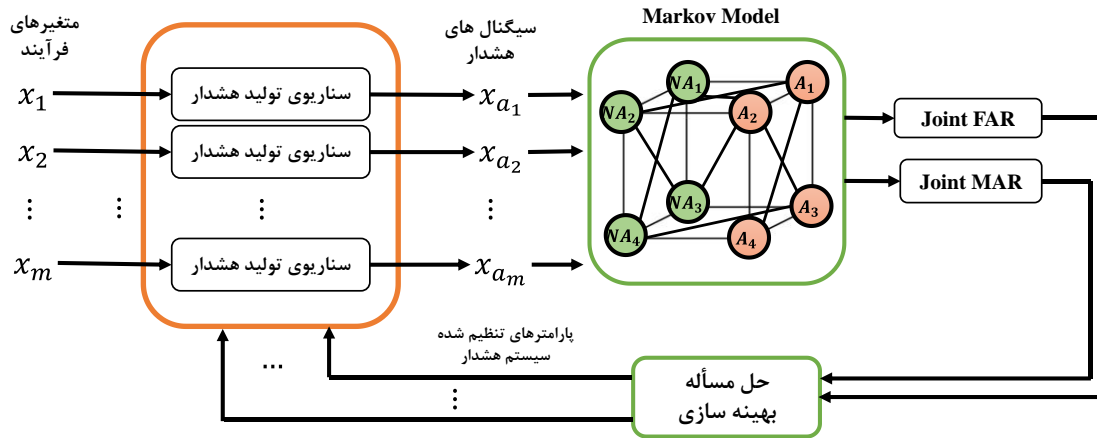 متغیرهای
فرآیند
سیگنال های
هشدار
Markov Model
x₁
سناریوی تولید هشدار
xₐ₁
x₂
سناریوی تولید هشدار
xₐ₂
⋮
⋮
⋮
⋮
xₘ
سناریوی تولید هشدار
xₐₘ
NA₁
A₁
NA₂
A₂
NA₃
A₃
NA₄
A₄
Joint FAR
Joint MAR
پارامترهای تنظیم شده
سیستم هشدار
...
⋮
حل مسأله
بهینه سازی